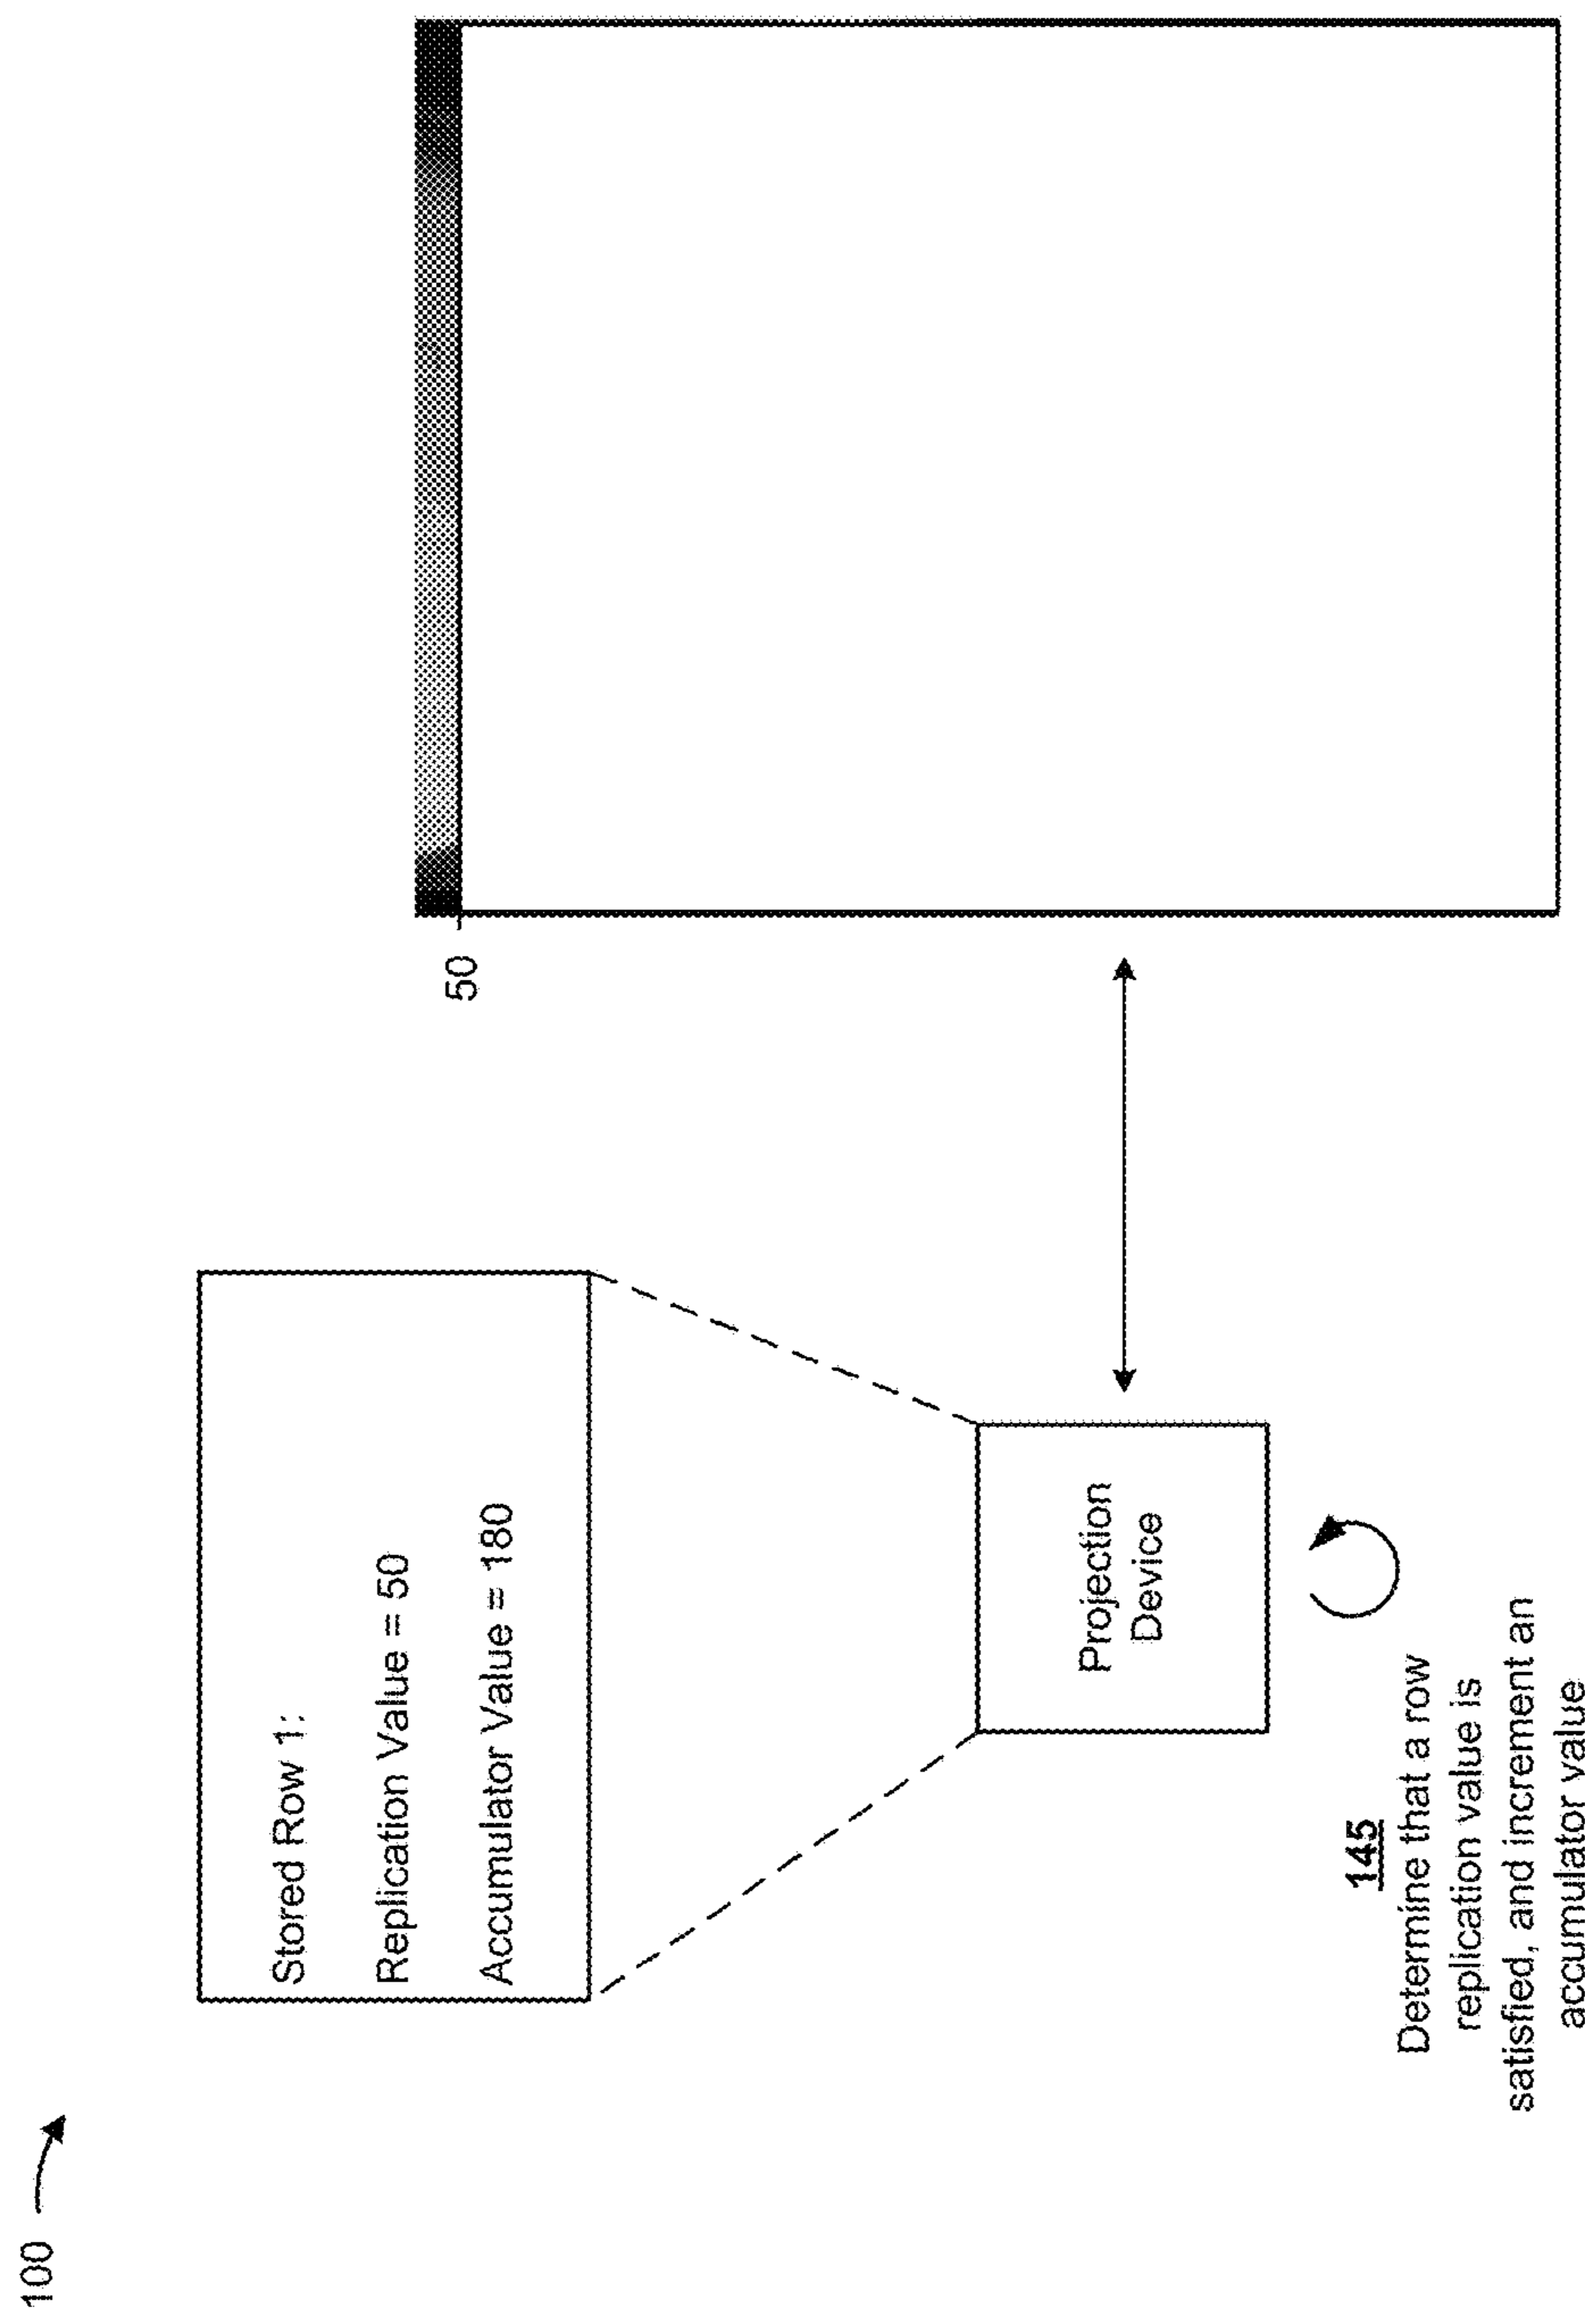 100
Stored Row 1:
Replication Value = 50
Accumulator Value = 180
50
Projection
Device
145
Determine that a row
replication value is
satisfied, and increment an
accumulator value